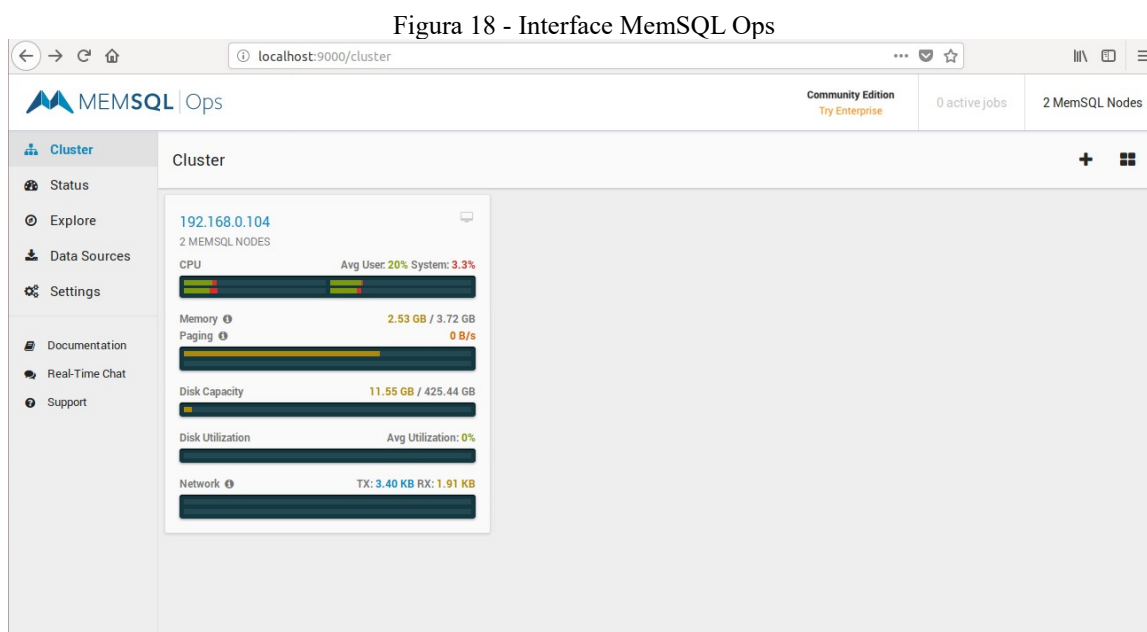 Figura 18 - Interface MemSQL Ops
localhost:9000/cluster
MEMSQL | Ops
Community Edition
Try Enterprise
0 active jobs
2 MemSQL Nodes
Cluster
Status
Explore
Data Sources
Settings
Documentation
Real-Time Chat
Support
Cluster
192.168.0.104
2 MEMSQL NODES
CPU Avg User: 20% System: 3.3%
Memory 2.53 GB / 3.72 GB
Paging 0 B/s
Disk Capacity 11.55 GB / 425.44 GB
Disk Utilization Avg Utilization: 0%
Network TX: 3.40 KB RX: 1.91 KB